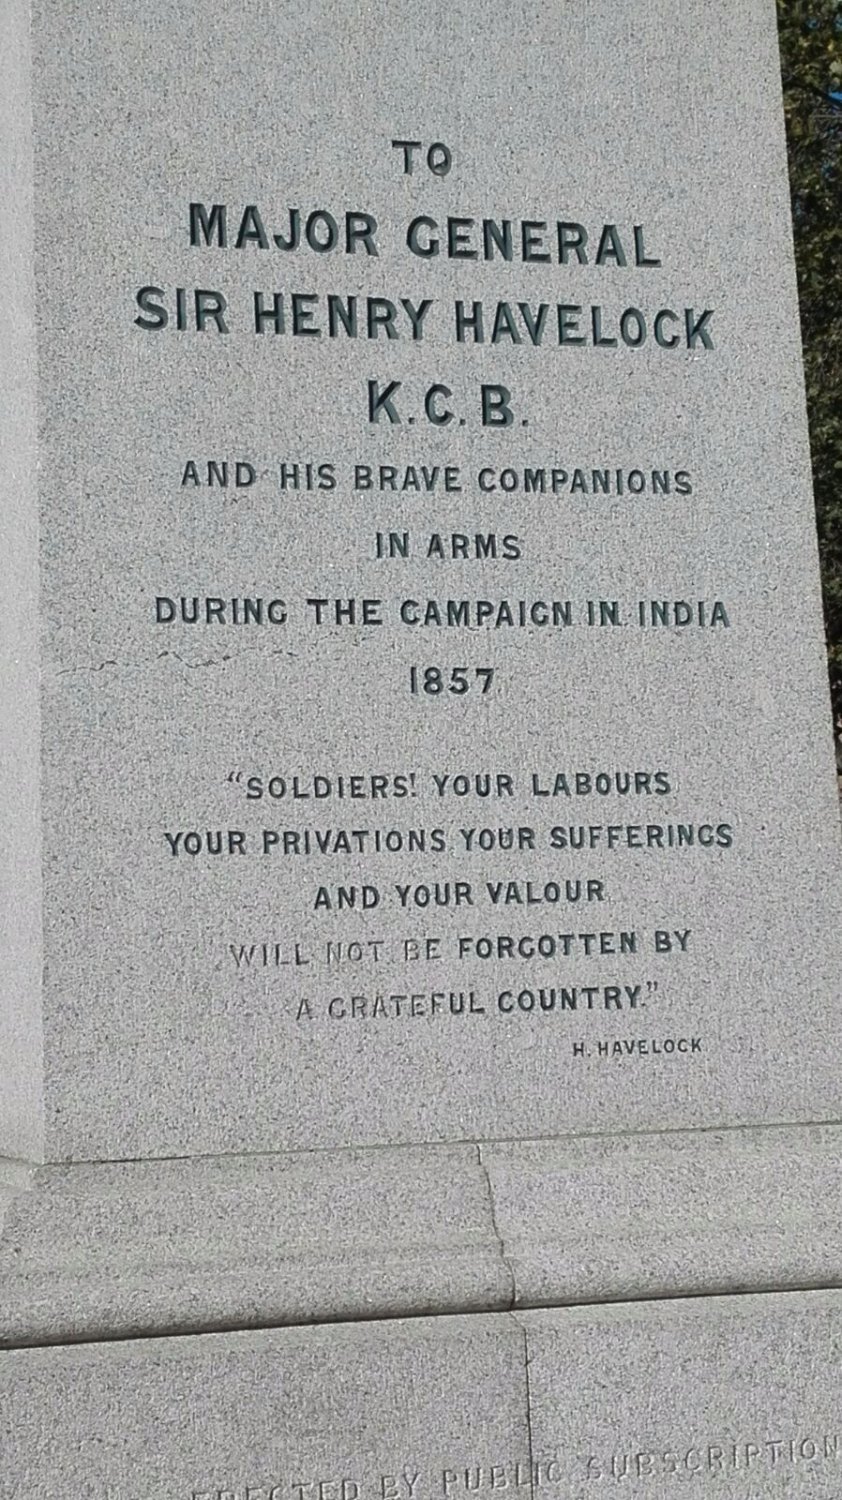 TO
MAJOR GENERAL
SIR HENRY HAVELOCK
K.C.B.
AND HIS BRAVE COMPANIONS
IN ARMS
DURING THE CAMPAIGN IN INDIA
1857
"SOLDIERS! YOUR LABOURS
YOUR PRIVATIONS YOUR SUFFERINGS
AND YOUR VALOUR
WILL NOT BE FORGOTTEN BY
A GRATEFUL COUNTRY."
H. HAVELOCK
ERECTED BY PUBLIC SUBSCRIPTION